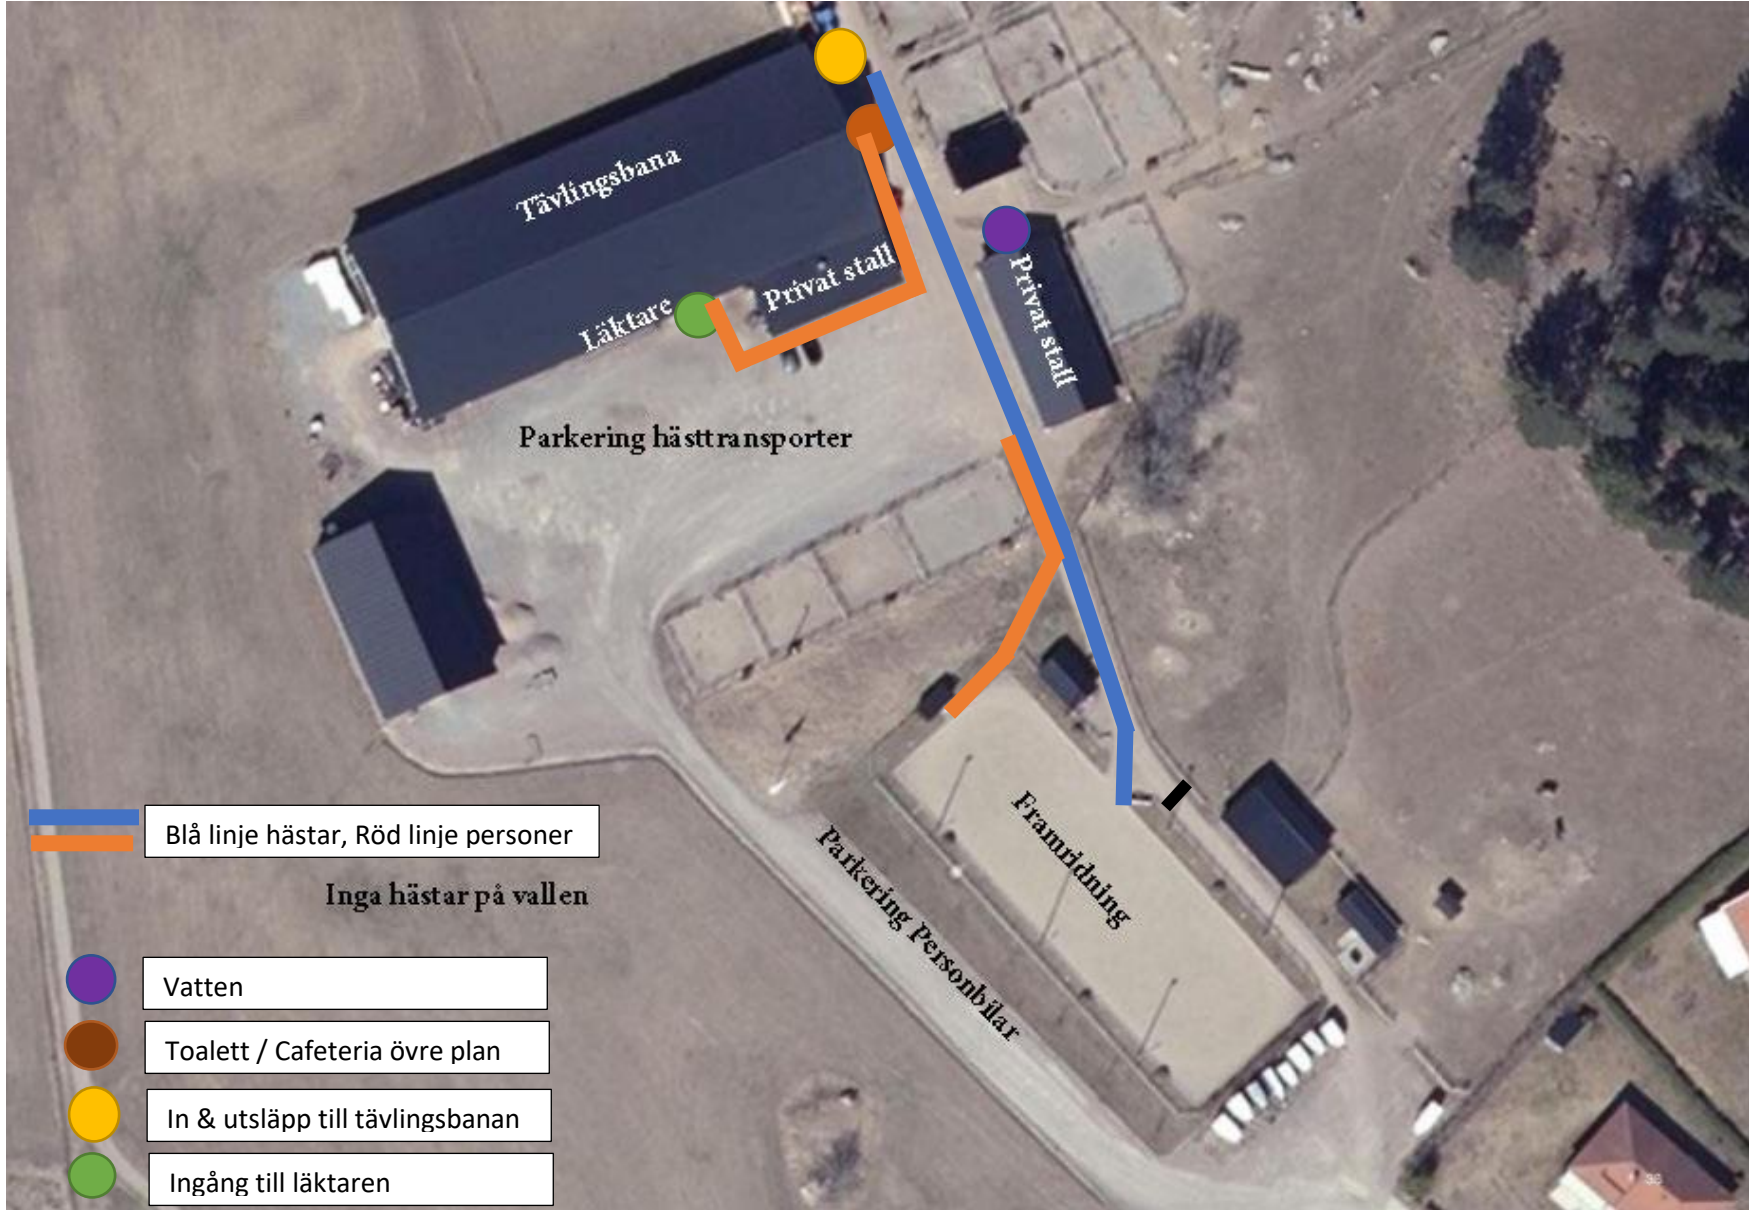 Tävlingsbana
Privat stall
Läktare
Privat stall
Parkering hästtransporter
Framridning
Parkering Personbilar
Blå linje hästar, Röd linje personer
Inga hästar på vallen
Vatten
Toalett / Cafeteria övre plan
In & utsläpp till tävlingsbanan
Ingång till läktaren